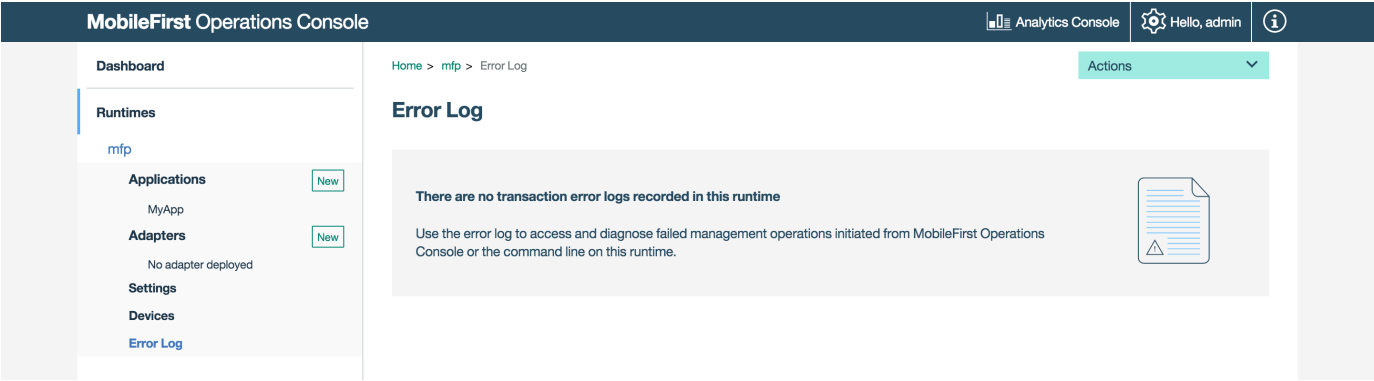 MobileFirst Operations Console
Analytics Console
Hello, admin
Dashboard
Runtimes
mfp
Applications
New
MyApp
Adapters
New
No adapter deployed
Settings
Devices
Error Log
Home > mfp > Error Log
Actions
Error Log
There are no transaction error logs recorded in this runtime
Use the error log to access and diagnose failed management operations initiated from MobileFirst Operations
Console or the command line on this runtime.